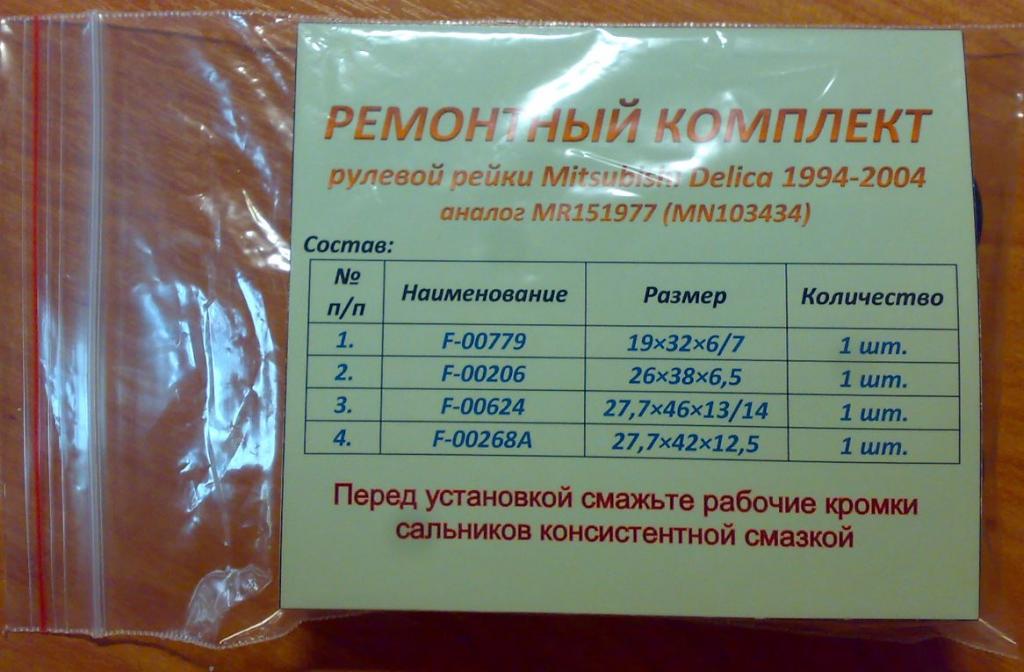 РЕМОНТНЫЙ КОМПЛЕКТ
рулевой рейки Mitsubishi Delica 1994-2004
аналог MR151977 (MN103434)
Состав:
№ п/п Наименование Размер Количество
1. F-00779 19×32×6/7 1 шт.
2. F-00206 26×38×6,5 1 шт.
3. F-00624 27,7×46×13/14 1 шт.
4. F-00268A 27,7×42×12,5 1 шт.
Перед установкой смажьте рабочие кромки
сальников консистентной смазкой